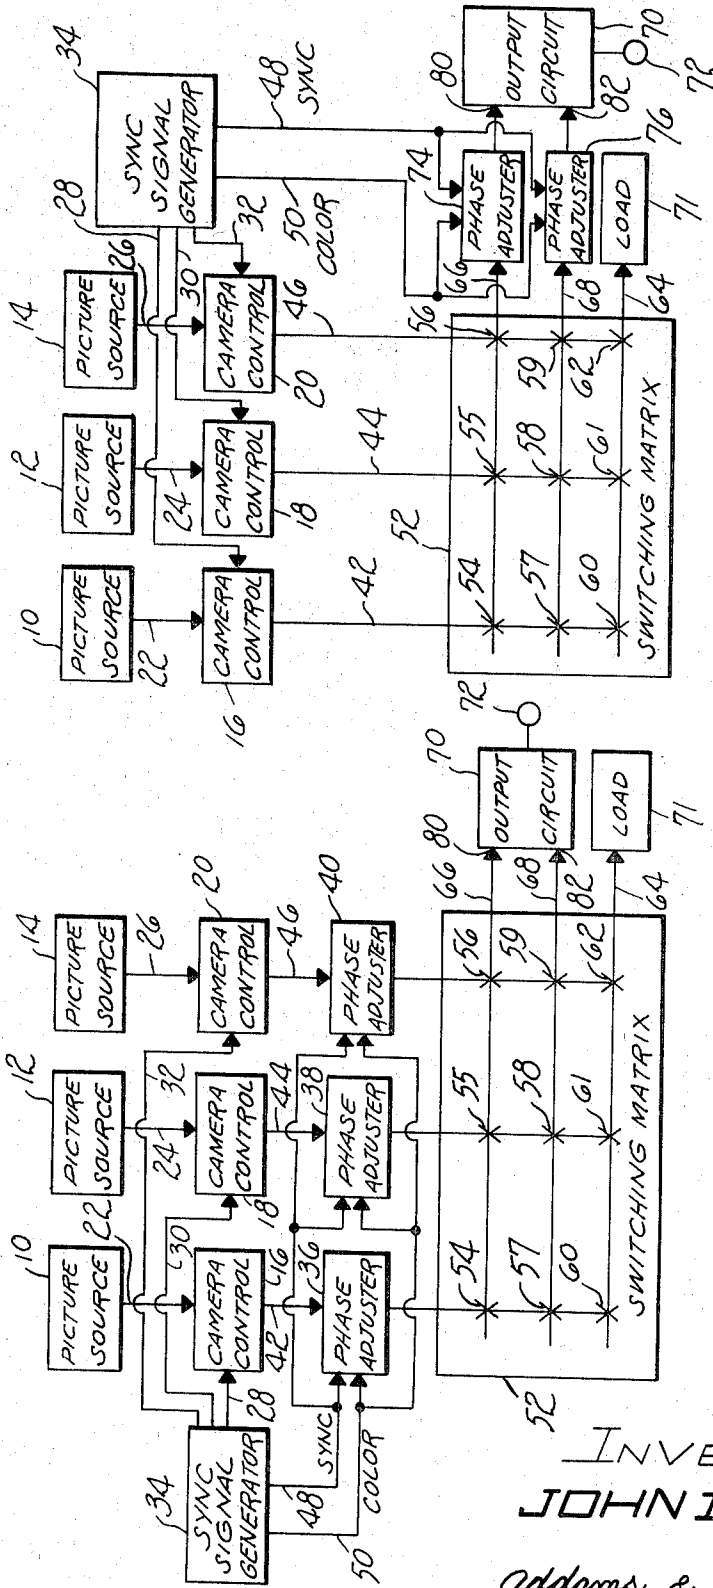 10
12
14
PICTURE SOURCE
PICTURE SOURCE
PICTURE SOURCE
22
24
26
34
SYNC SIGNAL GENERATOR
28
30
32
CAMERA CONTROL
CAMERA CONTROL
CAMERA CONTROL
16
18
20
42
44
46
36
38
40
PHASE ADJUSTER
PHASE ADJUSTER
PHASE ADJUSTER
SYNC
48
COLOR
50
54
55
56
66
57
58
59
68
60
61
62
64
52
SWITCHING MATRIX
80
82
70
OUTPUT CIRCUIT
72
LOAD
71
10
12
14
PICTURE SOURCE
PICTURE SOURCE
PICTURE SOURCE
22
24
26
28
34
SYNC SIGNAL GENERATOR
30
32
CAMERA CONTROL
CAMERA CONTROL
CAMERA CONTROL
16
18
20
42
44
46
50
COLOR
48
SYNC
52
54
55
56
66
57
58
59
68
60
61
62
64
SWITCHING MATRIX
74
PHASE ADJUSTER
PHASE ADJUSTER
76
80
82
OUTPUT CIRCUIT
70
72
LOAD
71
INVE
JOHN
addams &